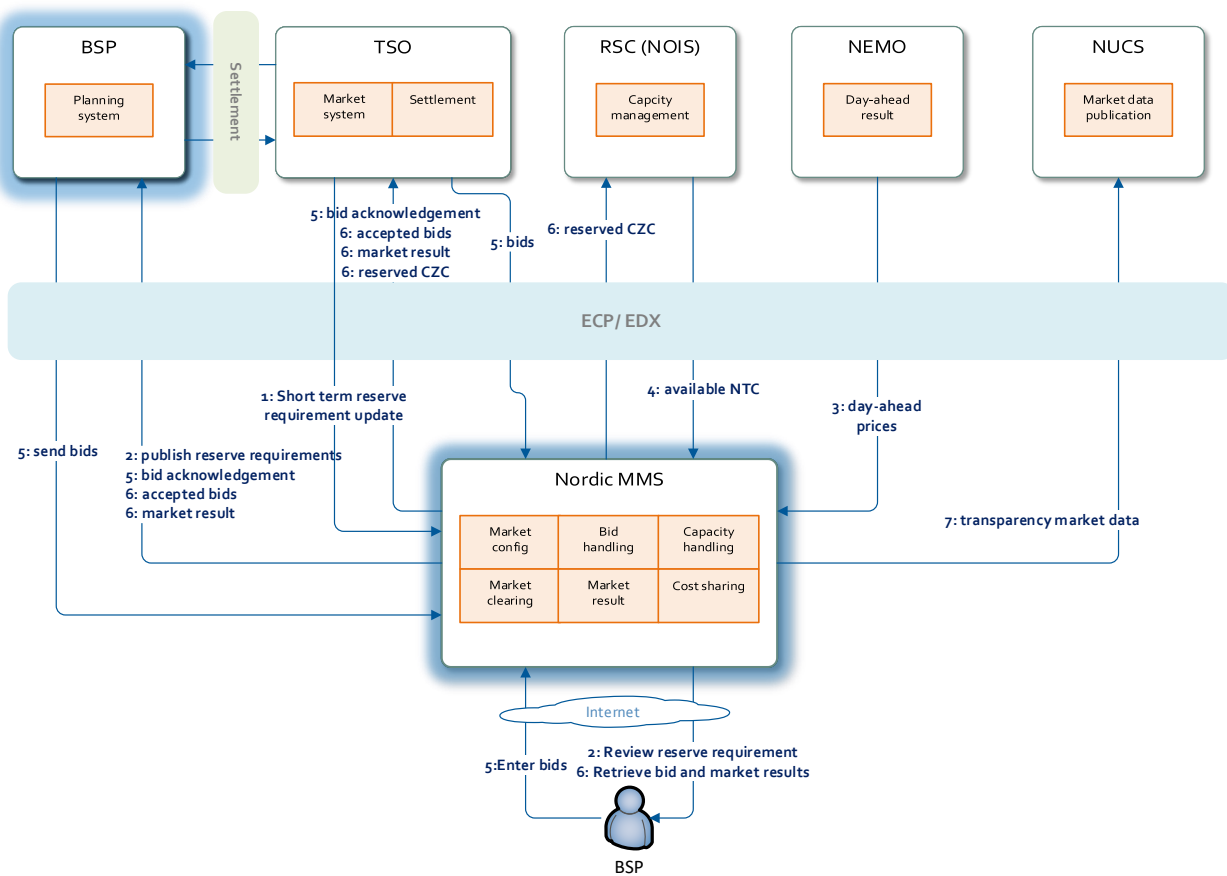 BSP
TSO
RSC (NOIS)
NEMO
NUCS
Planning
system
Settlement
Market
system
Settlement
Capcity
management
Day-ahead
result
Market data
publication
5: bid acknowledgement
6: accepted bids
6: market result
6: reserved CZC
5: bids
6: reserved CZC
ECP/ EDX
1: Short term reserve
requirement update
4: available NTC
3: day-ahead
prices
5: send bids
2: publish reserve requirements
5: bid acknowledgement
6: accepted bids
6: market result
Nordic MMS
Market
config
Bid
handling
Capacity
handling
Market
clearing
Market
result
Cost sharing
7: transparency market data
Internet
5:Enter bids
2: Review reserve requirement
6: Retrieve bid and market results
BSP